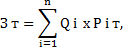 З т = n ∑ i=1 Q i x P i т,